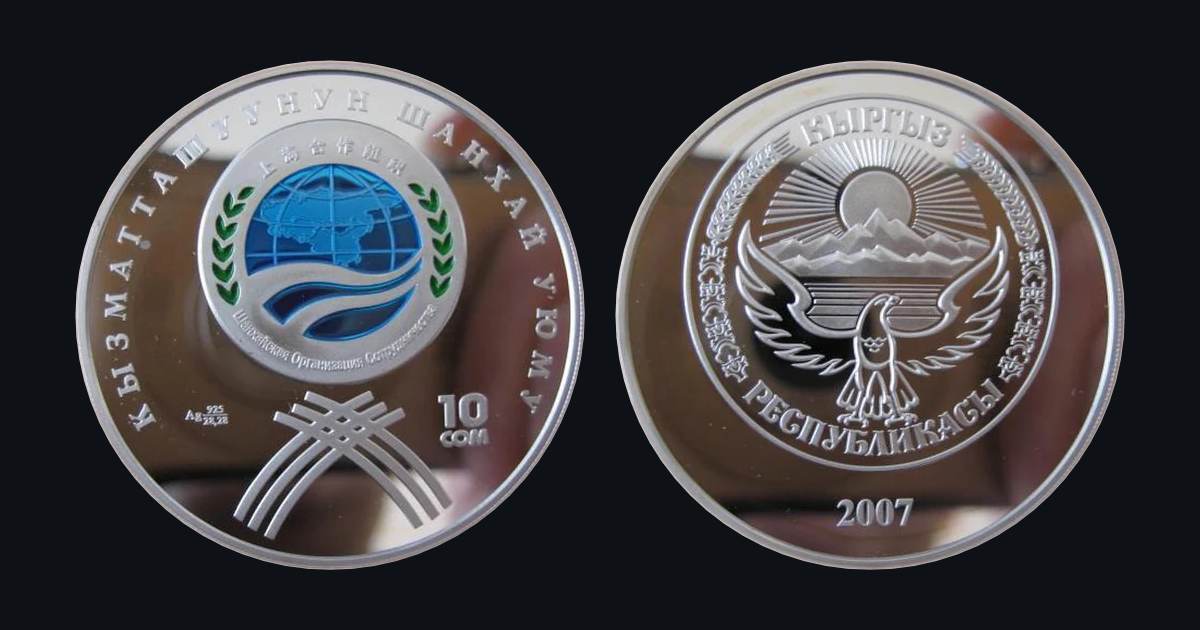 КЫЗМАТТАШУУНУН ШАНХАЙ УЮМУ
上海合作组织
Шанхайская Организация Сотрудничества
Ag 925
28,28
10
СОМ
КЫРГЫЗ
РЕСПУБЛИКАСЫ
2007